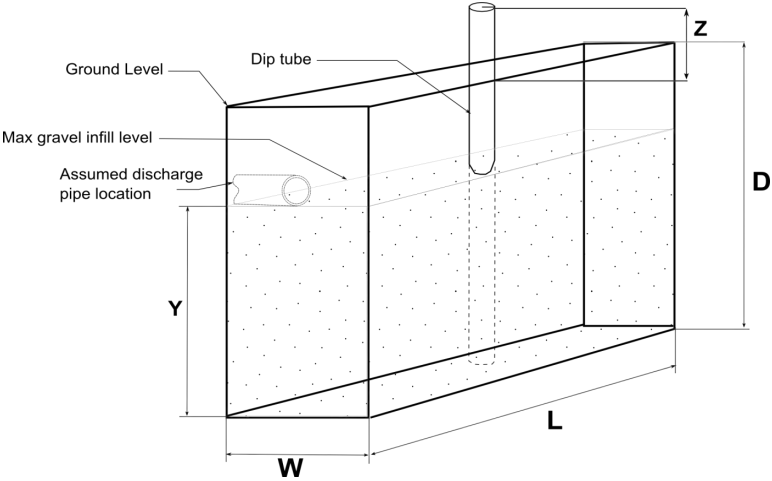 Z
Dip tube
Ground Level
Max gravel infill level
Assumed discharge
pipe location
D
Y
L
W